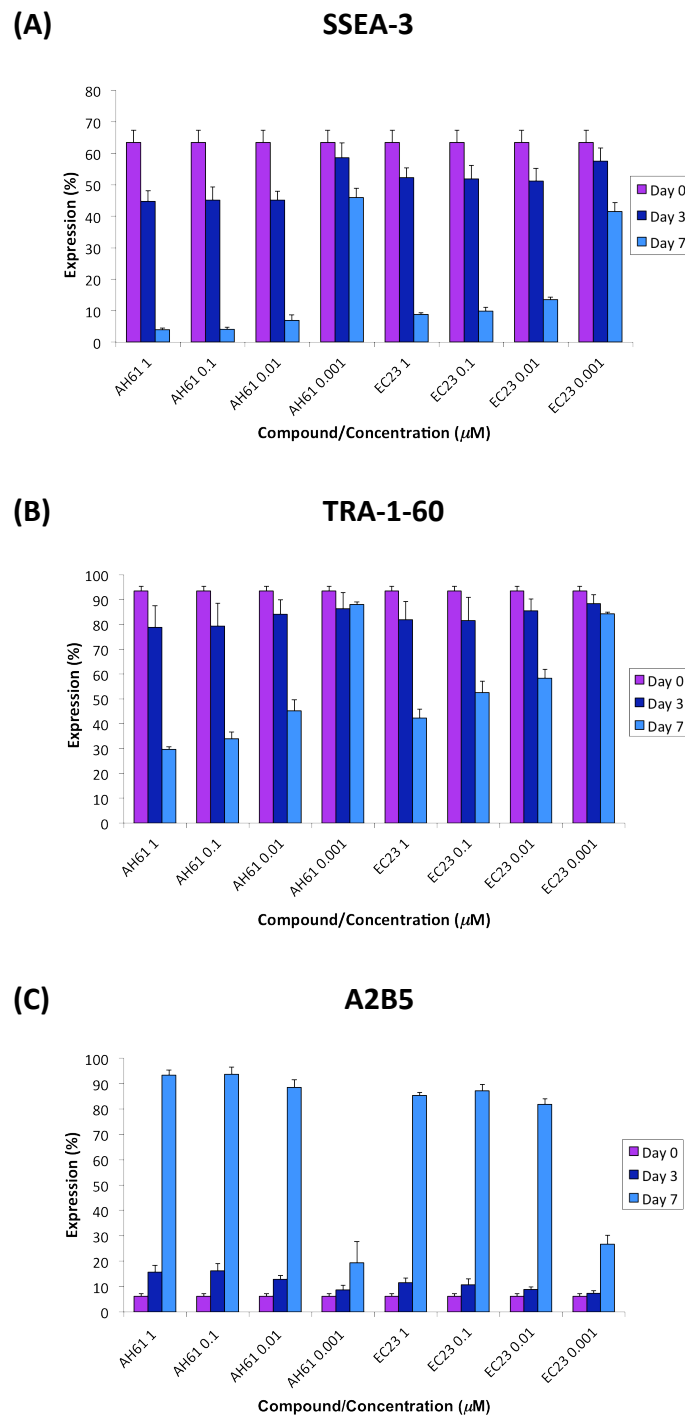 (A) SSEA-3
80
70
60
50
40
30
20
10
0
Expression (%)
Day 0
Day 3
Day 7
AH61 1
AH61 0.1
AH61 0.01
AH61 0.001
EC23 1
EC23 0.1
EC23 0.01
EC23 0.001
Compound/Concentration (μM)
(B) TRA-1-60
100
90
80
70
60
50
40
30
20
10
0
Expression (%)
Day 0
Day 3
Day 7
AH61 1
AH61 0.1
AH61 0.01
AH61 0.001
EC23 1
EC23 0.1
EC23 0.01
EC23 0.001
Compound/Concentration (μM)
(C) A2B5
100
90
80
70
60
50
40
30
20
10
0
Expression (%)
Day 0
Day 3
Day 7
AH61 1
AH61 0.1
AH61 0.01
AH61 0.001
EC23 1
EC23 0.1
EC23 0.01
EC23 0.001
Compound/Concentration (μM)